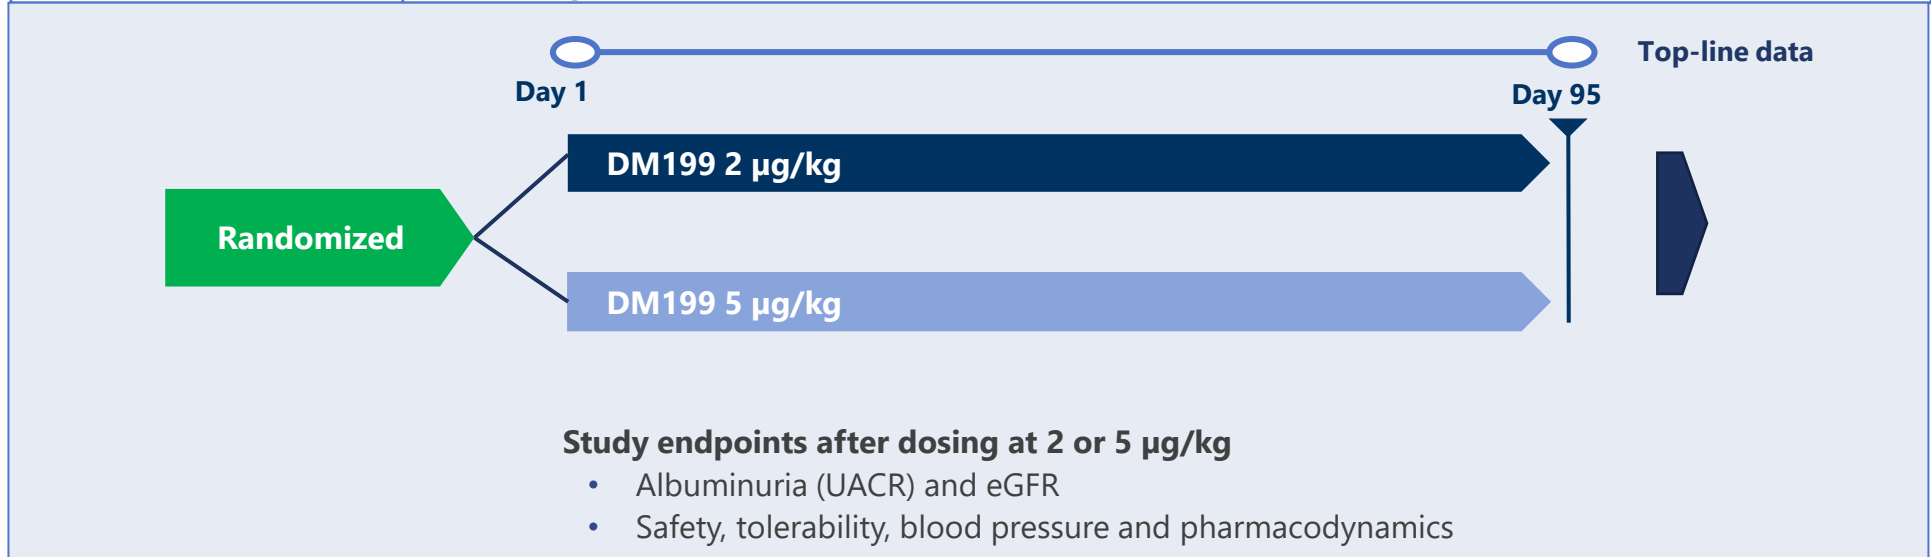 Top-line data
Day 1
Day 95
DM199 2 µg/kg
Randomized
DM199 5 µg/kg
Study endpoints after dosing at 2 or 5 µg/kg
• Albuminuria (UACR) and eGFR
• Safety, tolerability, blood pressure and pharmacodynamics